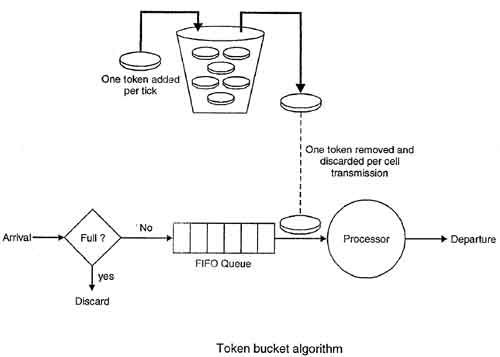 One token added
per tick
One token removed and
discarded per cell
transmission
Arrival
Full ?
No
yes
Discard
FIFO Queue
Processor
Departure
Token bucket algorithm